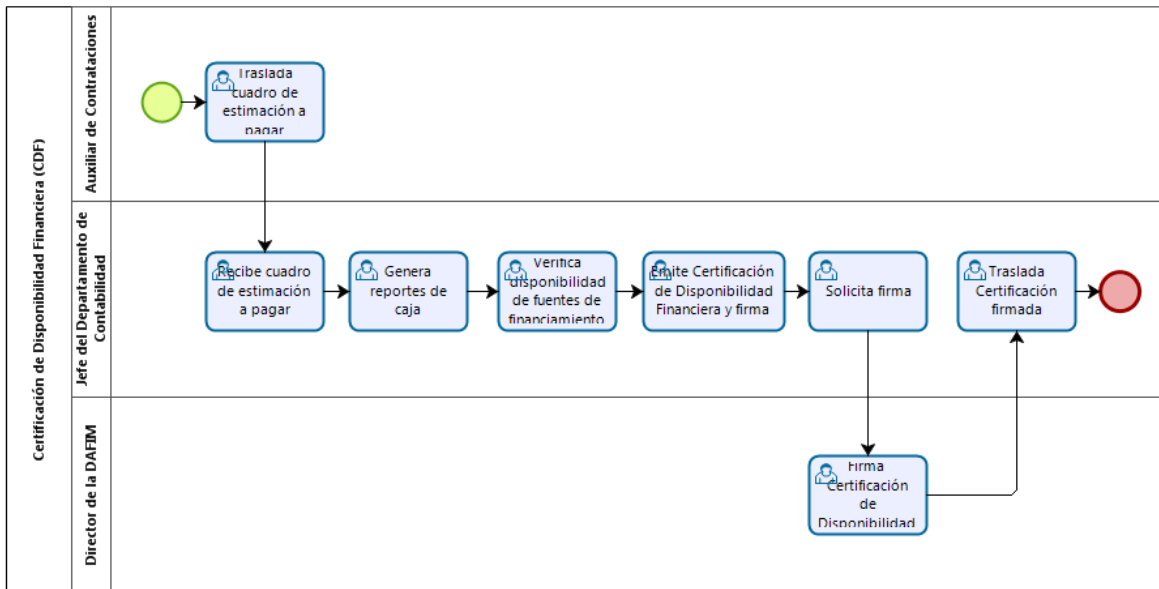 Certificación de Disponibilidad Financiera (CDF)
Auxiliar de Contrataciones
Traslada
cuadro de
estimación a
pagar
Jefe del Departamento de
Contabilidad
Recibe cuadro
de estimación
a pagar
Genera
reportes de
caja
Verifica
disponibilidad
de fuentes de
financiamiento
Emite Certificación
de Disponibilidad
Financiera y firma
Solicita firma
Traslada
Certificación
firmada
Director de la DAFIM
Firma
Certificación
de
Disponibilidad